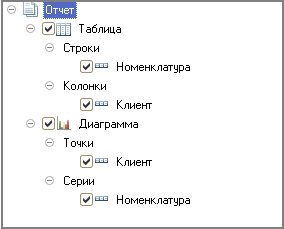 Отчет
Таблица
Строки
Номенклатура
Колонки
Клиент
Диаграмма
Точки
Клиент
Серии
Номенклатура